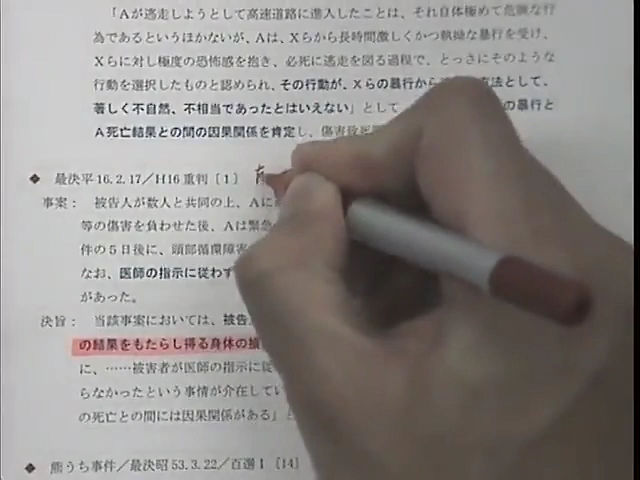 「Aが逃走しようとして高速道路に進入したことは、それ自体極めて危険な行
為であるというほかないが、Aは、Xらから長時間激しくかつ執拗な暴行を受け、
Xらに対し極度の恐怖感を抱き、必死に逃走を図る過程で、とっさにそのような
行動を選択したものと認められ、その行動が、Xらの暴行から 方法として、
著しく不自然、不相当であったとはいえない」として の暴行と
A死亡結果との間の因果関係を肯定し、傷害致死
◆ 最決平16.2.17/H16重判〔1〕
事案: 被告人が数人と共同の上、Aに
等の傷害を負わせた後、Aは緊急
件の5日後に、頭部循環障害
なお、医師の指示に従わず
があった。
決旨: 当該事案においては、被告
の結果をもたらし得る身体の損
に、……被害者が医師の指示に従
らなかったという事情が介在してい
の死亡との間には因果関係がある」と
◆ 熊うち事件/最決昭53.3.22/百選I〔14〕